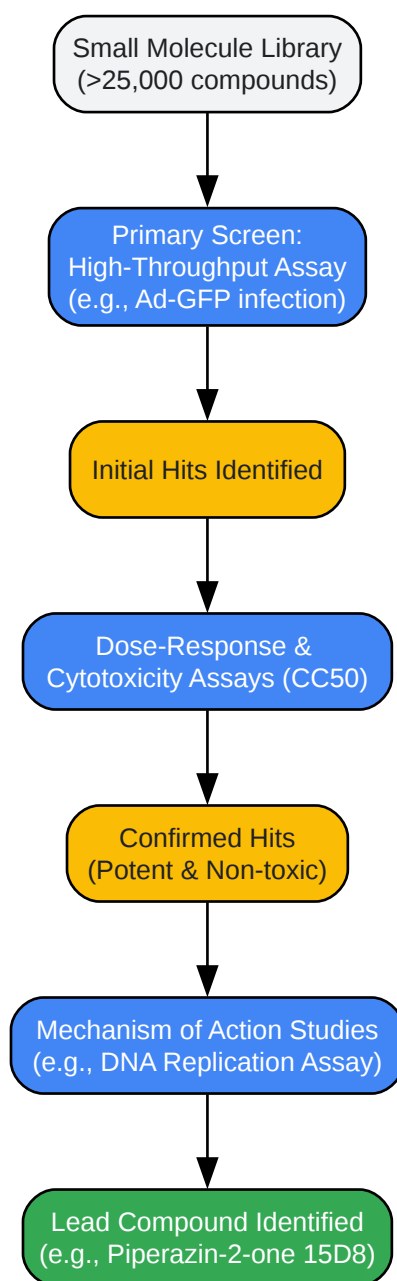 Small Molecule Library
(>25,000 compounds)
Primary Screen:
High-Throughput Assay
(e.g., Ad-GFP infection)
Initial Hits Identified
Dose-Response &
Cytotoxicity Assays (CC50)
Confirmed Hits
(Potent & Non-toxic)
Mechanism of Action Studies
(e.g., DNA Replication Assay)
Lead Compound Identified
(e.g., Piperazin-2-one 15D8)